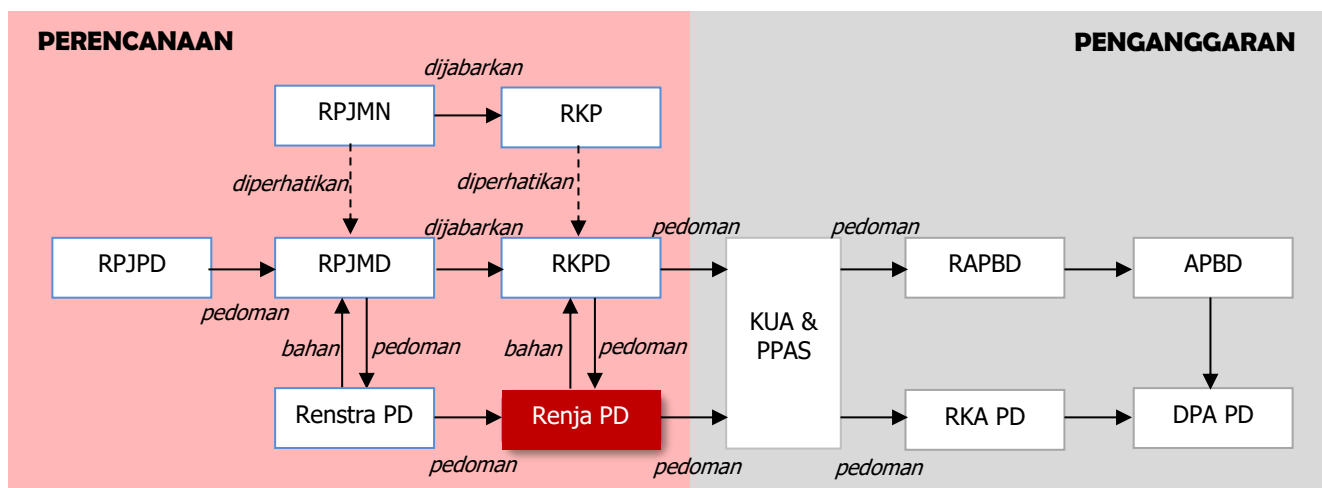 PERENCANAAN
PENGANGGARAN
dijabarkan
RPJMN
RKP
diperhatikan
diperhatikan
pedoman
dijabarkan
pedoman
pedoman
RPJPD
RPJMD
RKPD
KUA &
PPAS
RAPBD
APBD
bahan
pedoman
bahan
pedoman
Renstra PD
Renja PD
RKA PD
DPA PD
pedoman
pedoman
pedoman